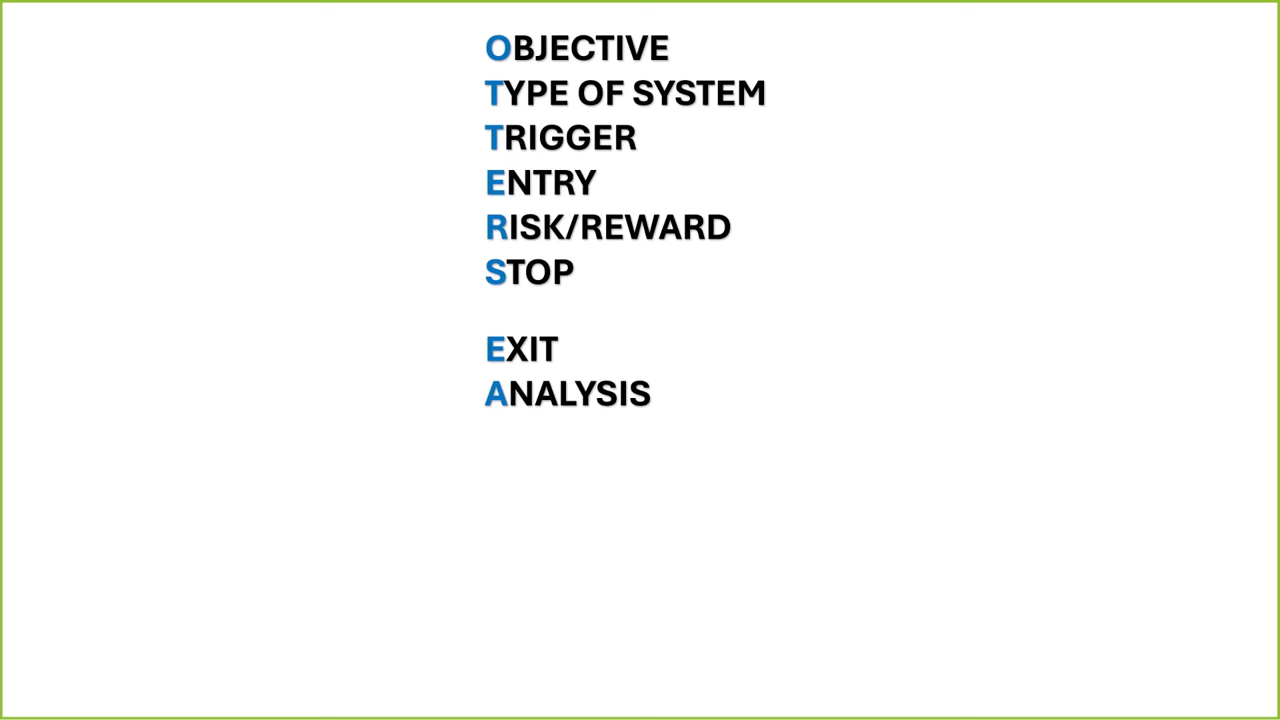 OBJECTIVE
TYPE OF SYSTEM
TRIGGER
ENTRY
RISK/REWARD
STOP
EXIT
ANALYSIS